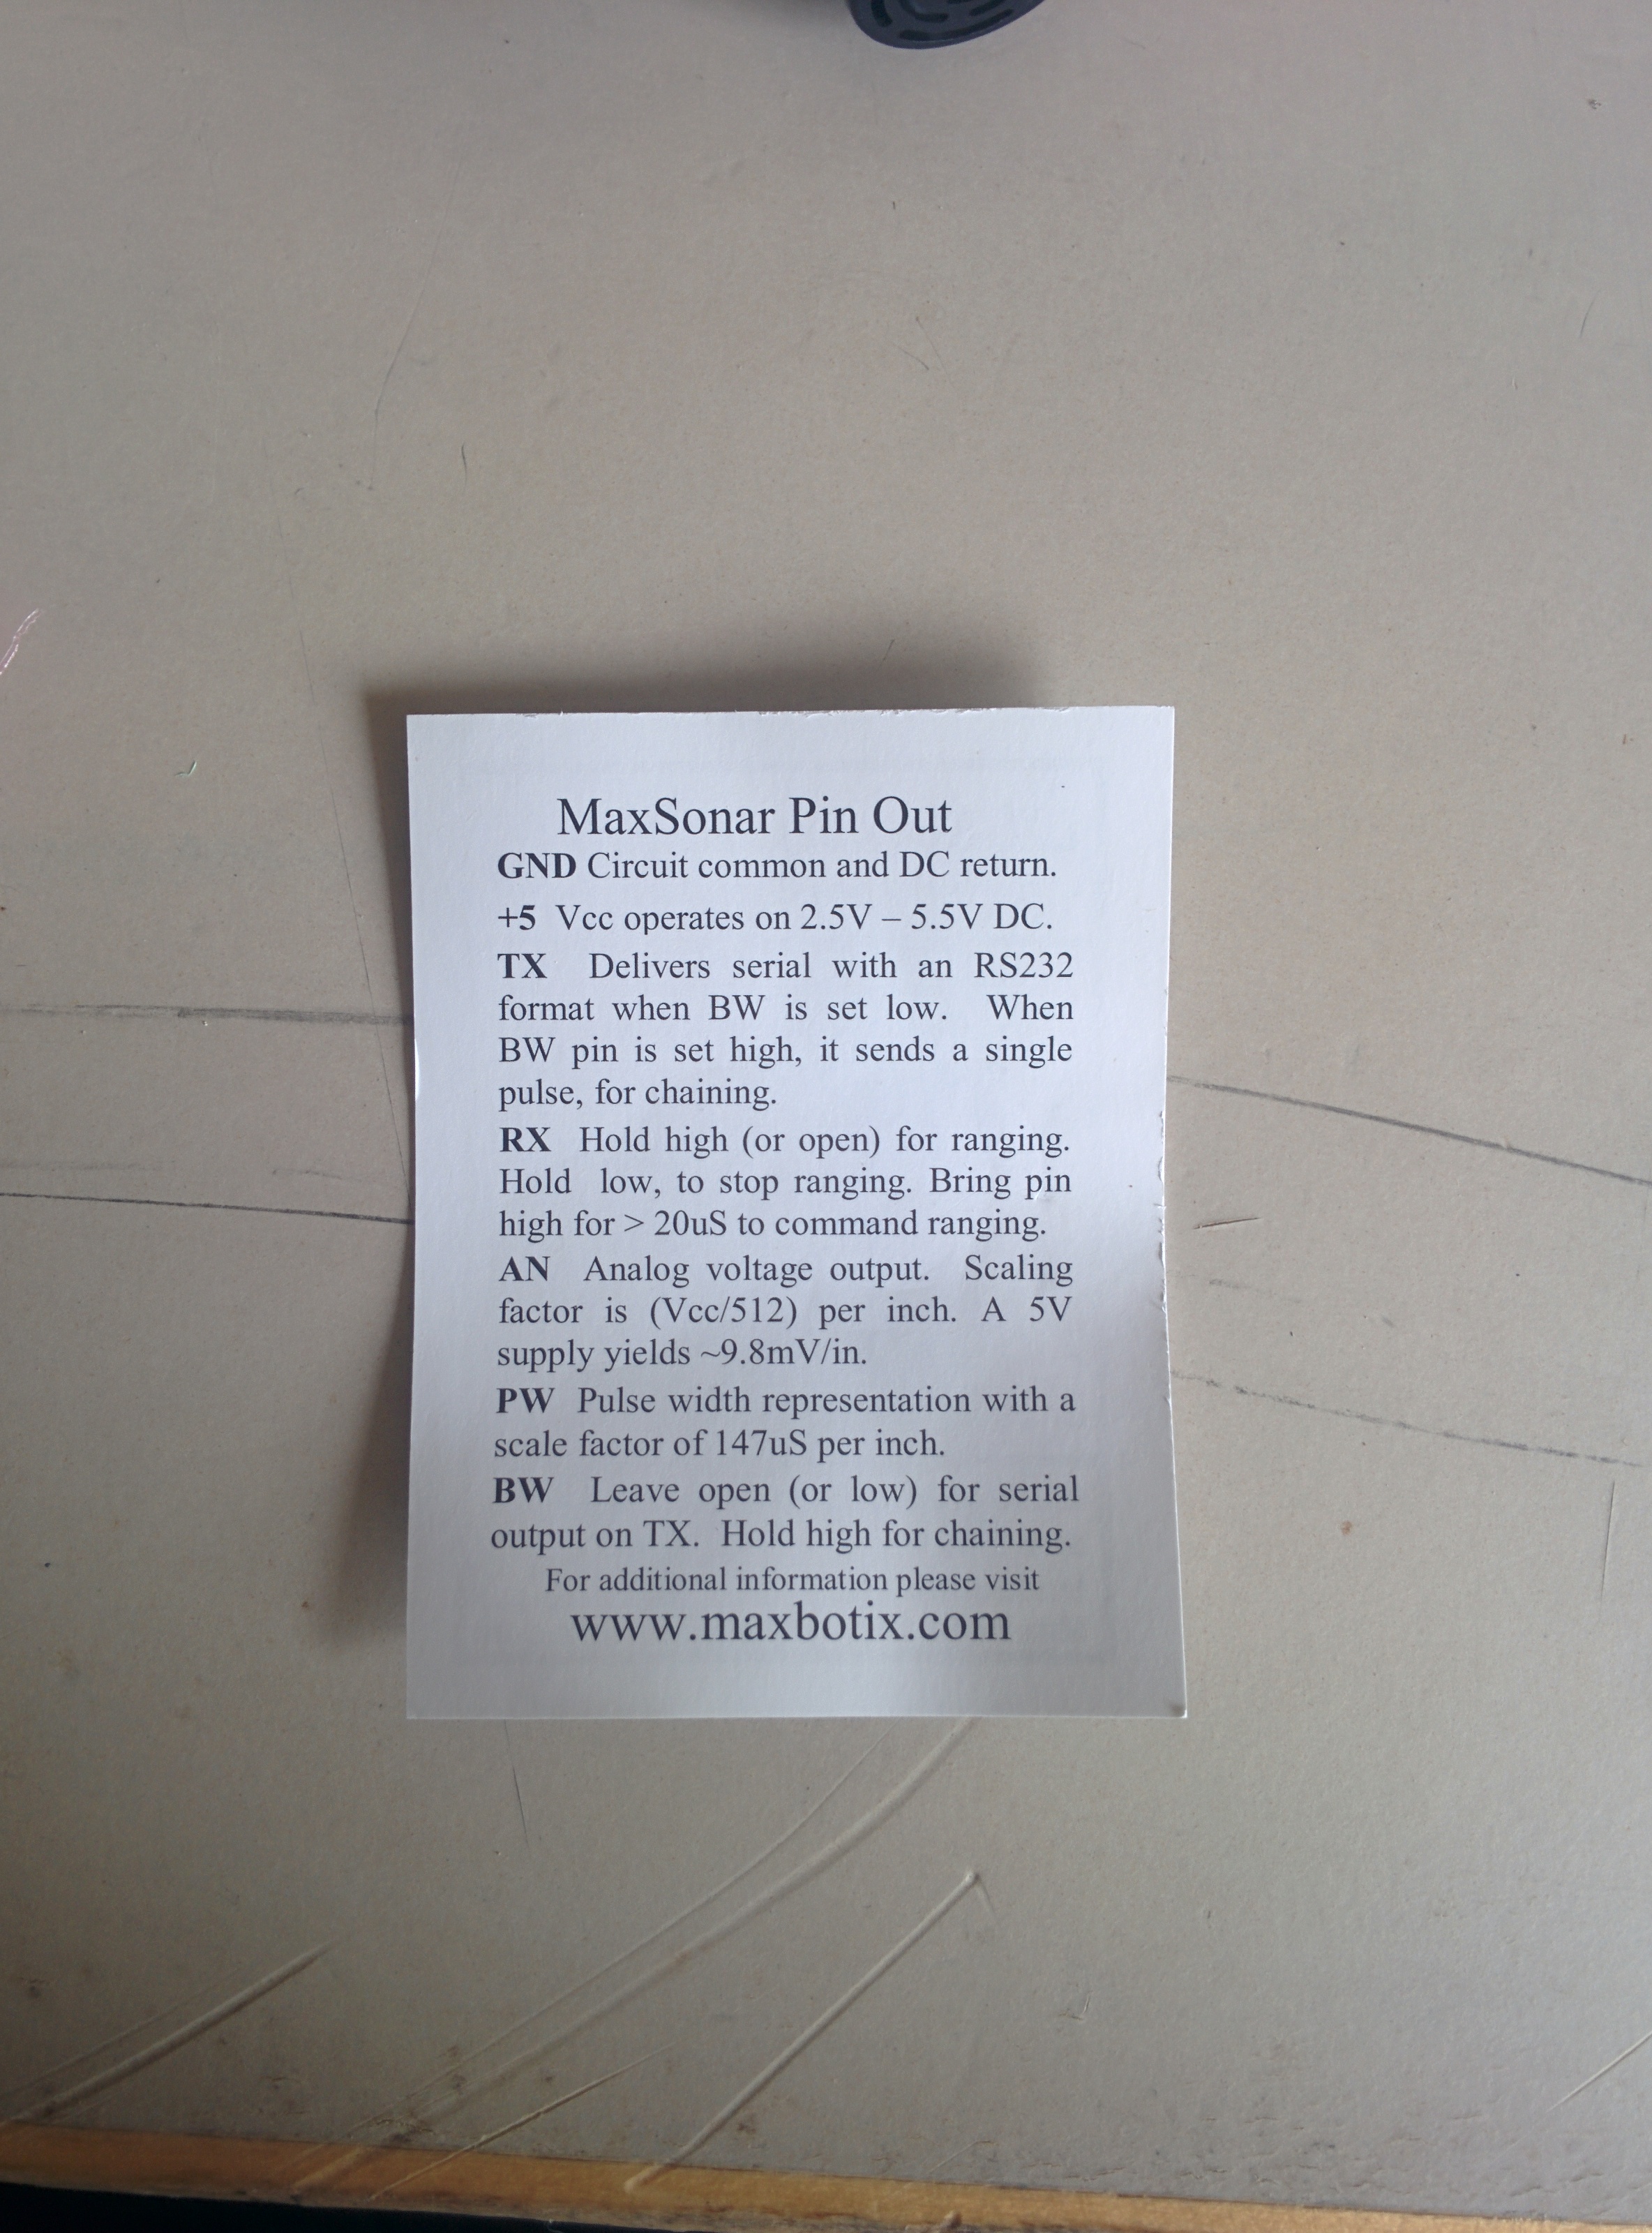 MaxSonar Pin Out
GND Circuit common and DC return.
+5 Vcc operates on 2.5V – 5.5V DC.
TX Delivers serial with an RS232
format when BW is set low. When
BW pin is set high, it sends a single
pulse, for chaining.
RX Hold high (or open) for ranging.
Hold low, to stop ranging. Bring pin
high for > 20uS to command ranging.
AN Analog voltage output. Scaling
factor is (Vcc/512) per inch. A 5V
supply yields ~9.8mV/in.
PW Pulse width representation with a
scale factor of 147uS per inch.
BW Leave open (or low) for serial
output on TX. Hold high for chaining.
For additional information please visit
www.maxbotix.com